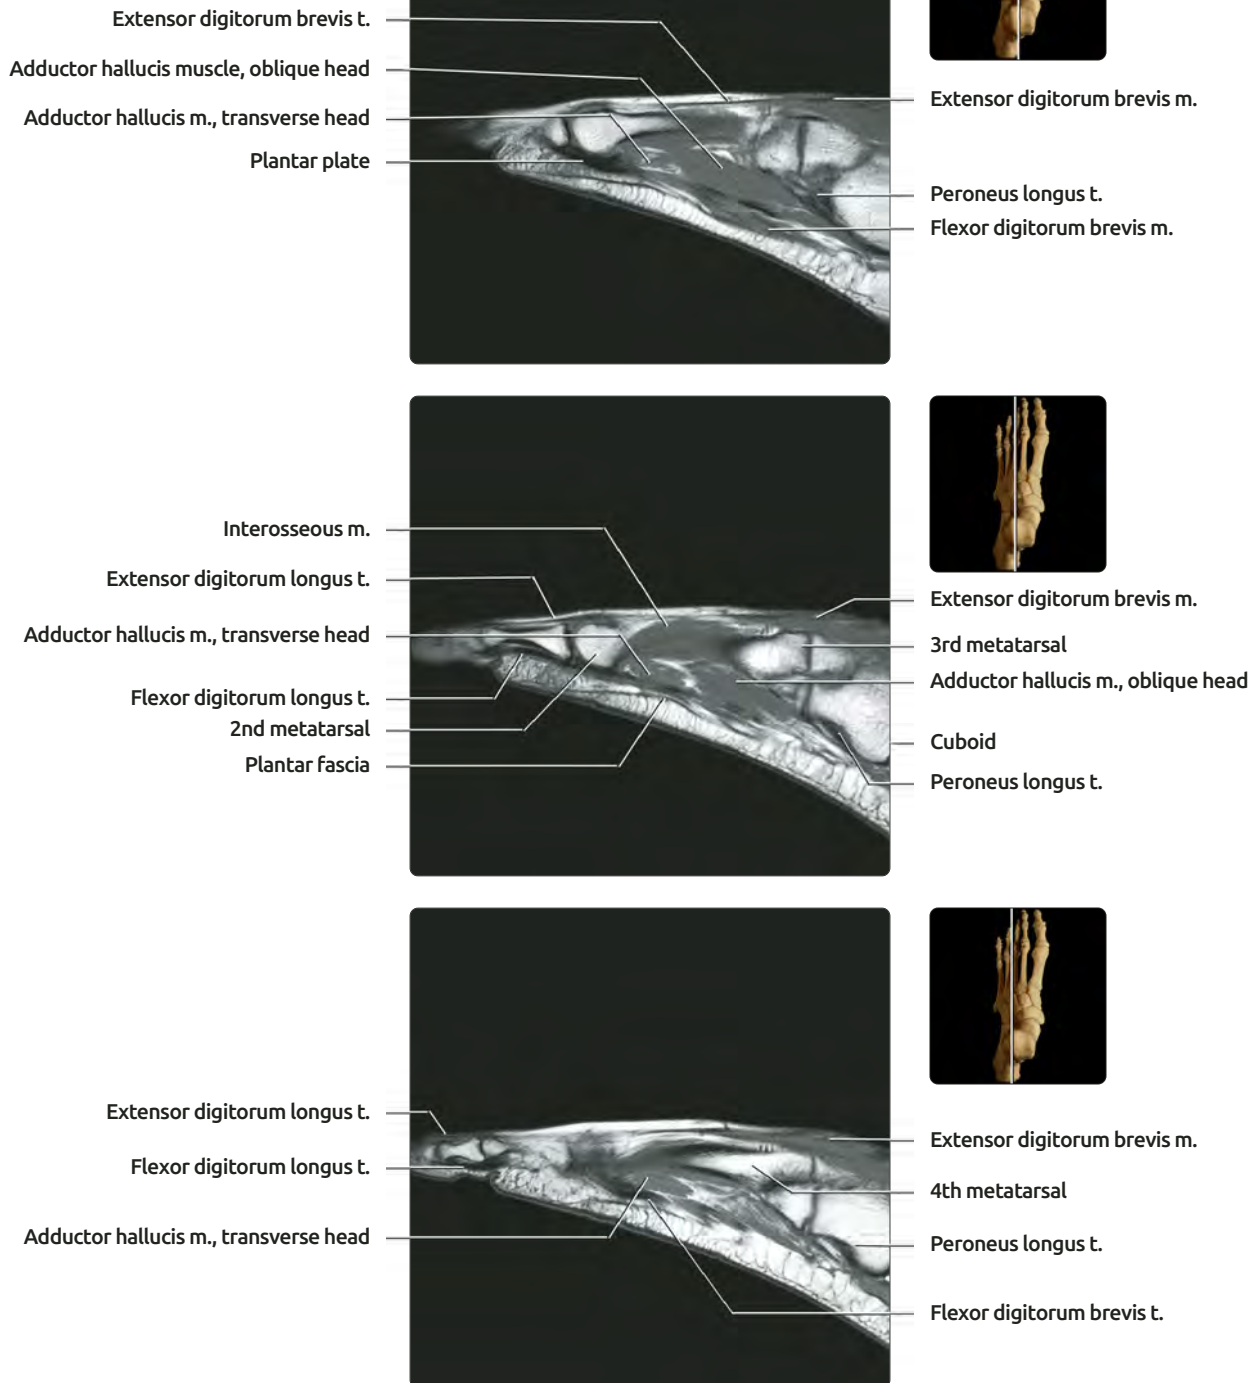 Extensor digitorum brevis t.
Adductor hallucis muscle, oblique head
Adductor hallucis m., transverse head
Plantar plate
Extensor digitorum brevis m.
Peroneus longus t.
Flexor digitorum brevis m.
Interosseous m.
Extensor digitorum longus t.
Adductor hallucis m., transverse head
Flexor digitorum longus t.
2nd metatarsal
Plantar fascia
Extensor digitorum brevis m.
3rd metatarsal
Adductor hallucis m., oblique head
Cuboid
Peroneus longus t.
Extensor digitorum longus t.
Flexor digitorum longus t.
Adductor hallucis m., transverse head
Extensor digitorum brevis m.
4th metatarsal
Peroneus longus t.
Flexor digitorum brevis t.